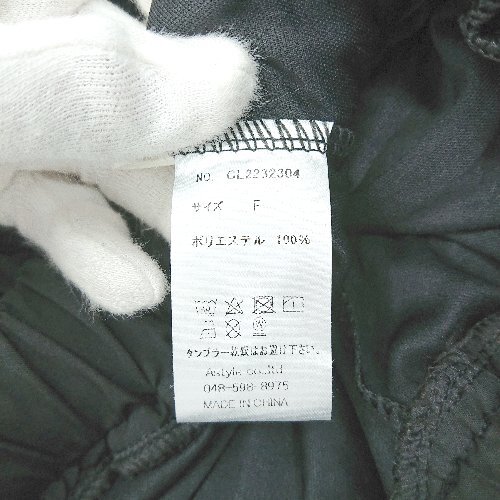 NO. CL2232304
サイズ F
ポリエステル 100%
タンブラー乾燥はお避け下さい。
Astyle co.,ltd
048-598-8975
MADE IN CHINA